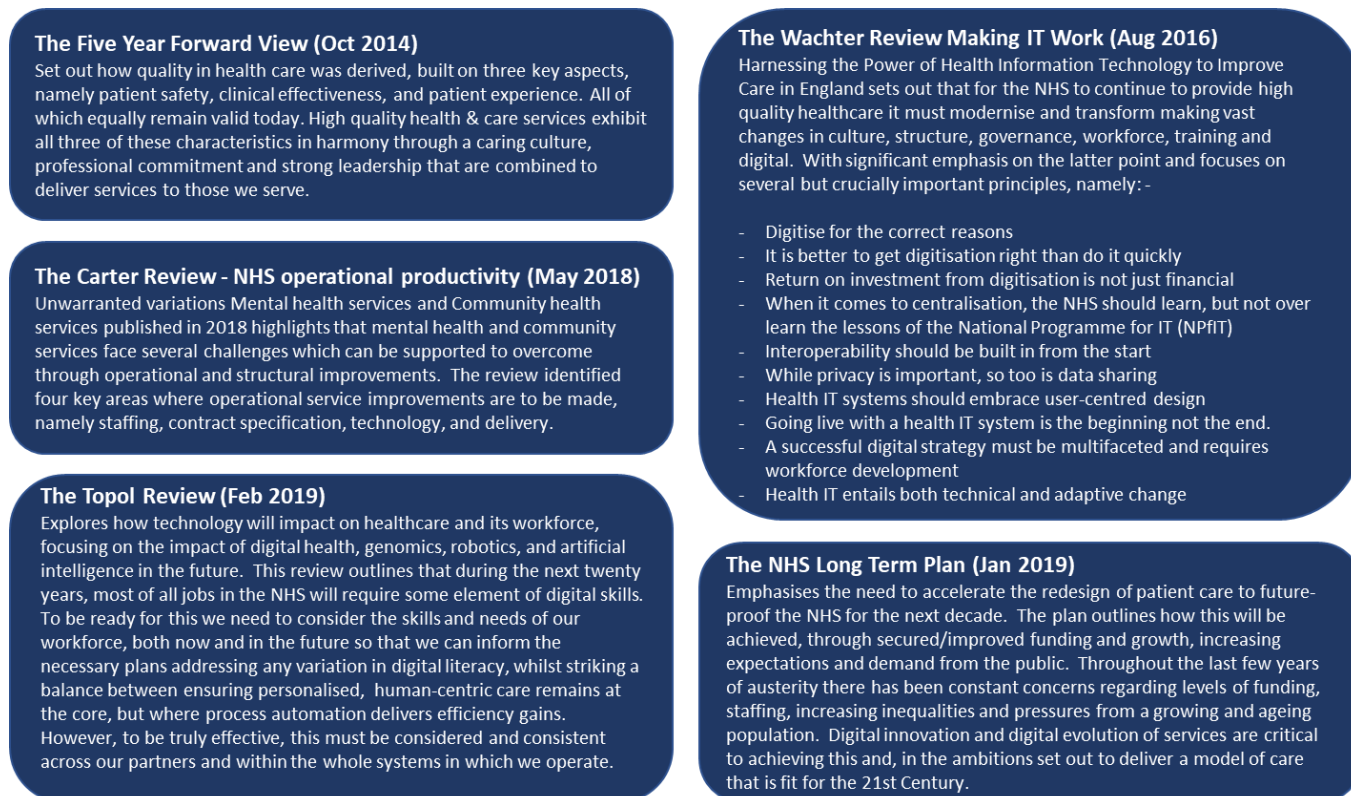 The Five Year Forward View (Oct 2014)
Set out how quality in health care was derived, built on three key aspects,
namely patient safety, clinical effectiveness, and patient experience. All of
which equally remain valid today. High quality health & care services exhibit
all three of these characteristics in harmony through a caring culture,
professional commitment and strong leadership that are combined to
deliver services to those we serve.
The Carter Review - NHS operational productivity (May 2018)
Unwarranted variations Mental health services and Community health
services published in 2018 highlights that mental health and community
services face several challenges which can be supported to overcome
through operational and structural improvements. The review identified
four key areas where operational service improvements are to be made,
namely staffing, contract specification, technology, and delivery.
The Topol Review (Feb 2019)
Explores how technology will impact on healthcare and its workforce,
focusing on the impact of digital health, genomics, robotics, and artificial
intelligence in the future. This review outlines that during the next twenty
years, most of all jobs in the NHS will require some element of digital skills.
To be ready for this we need to consider the skills and needs of our
workforce, both now and in the future so that we can inform the
necessary plans addressing any variation in digital literacy, whilst striking a
balance between ensuring personalised, human-centric care remains at
the core, but where process automation delivers efficiency gains.
However, to be truly effective, this must be considered and consistent
across our partners and within the whole systems in which we operate.
The Wachter Review Making IT Work (Aug 2016)
Harnessing the Power of Health Information Technology to Improve
Care in England sets out that for the NHS to continue to provide high
quality healthcare it must modernise and transform making vast
changes in culture, structure, governance, workforce, training and
digital. With significant emphasis on the latter point and focuses on
several but crucially important principles, namely: -
- Digitise for the correct reasons
- It is better to get digitisation right than do it quickly
- Return on investment from digitisation is not just financial
- When it comes to centralisation, the NHS should learn, but not over
learn the lessons of the National Programme for IT (NPfIT)
- Interoperability should be built in from the start
- While privacy is important, so too is data sharing
- Health IT systems should embrace user-centred design
- Going live with a health IT system is the beginning not the end.
- A successful digital strategy must be multifaceted and requires
workforce development
- Health IT entails both technical and adaptive change
The NHS Long Term Plan (Jan 2019)
Emphasises the need to accelerate the redesign of patient care to future-
proof the NHS for the next decade. The plan outlines how this will be
achieved, through secured/improved funding and growth, increasing
expectations and demand from the public. Throughout the last few years
of austerity there has been constant concerns regarding levels of funding,
staffing, increasing inequalities and pressures from a growing and ageing
population. Digital innovation and digital evolution of services are critical
to achieving this and, in the ambitions set out to deliver a model of care
that is fit for the 21st Century.